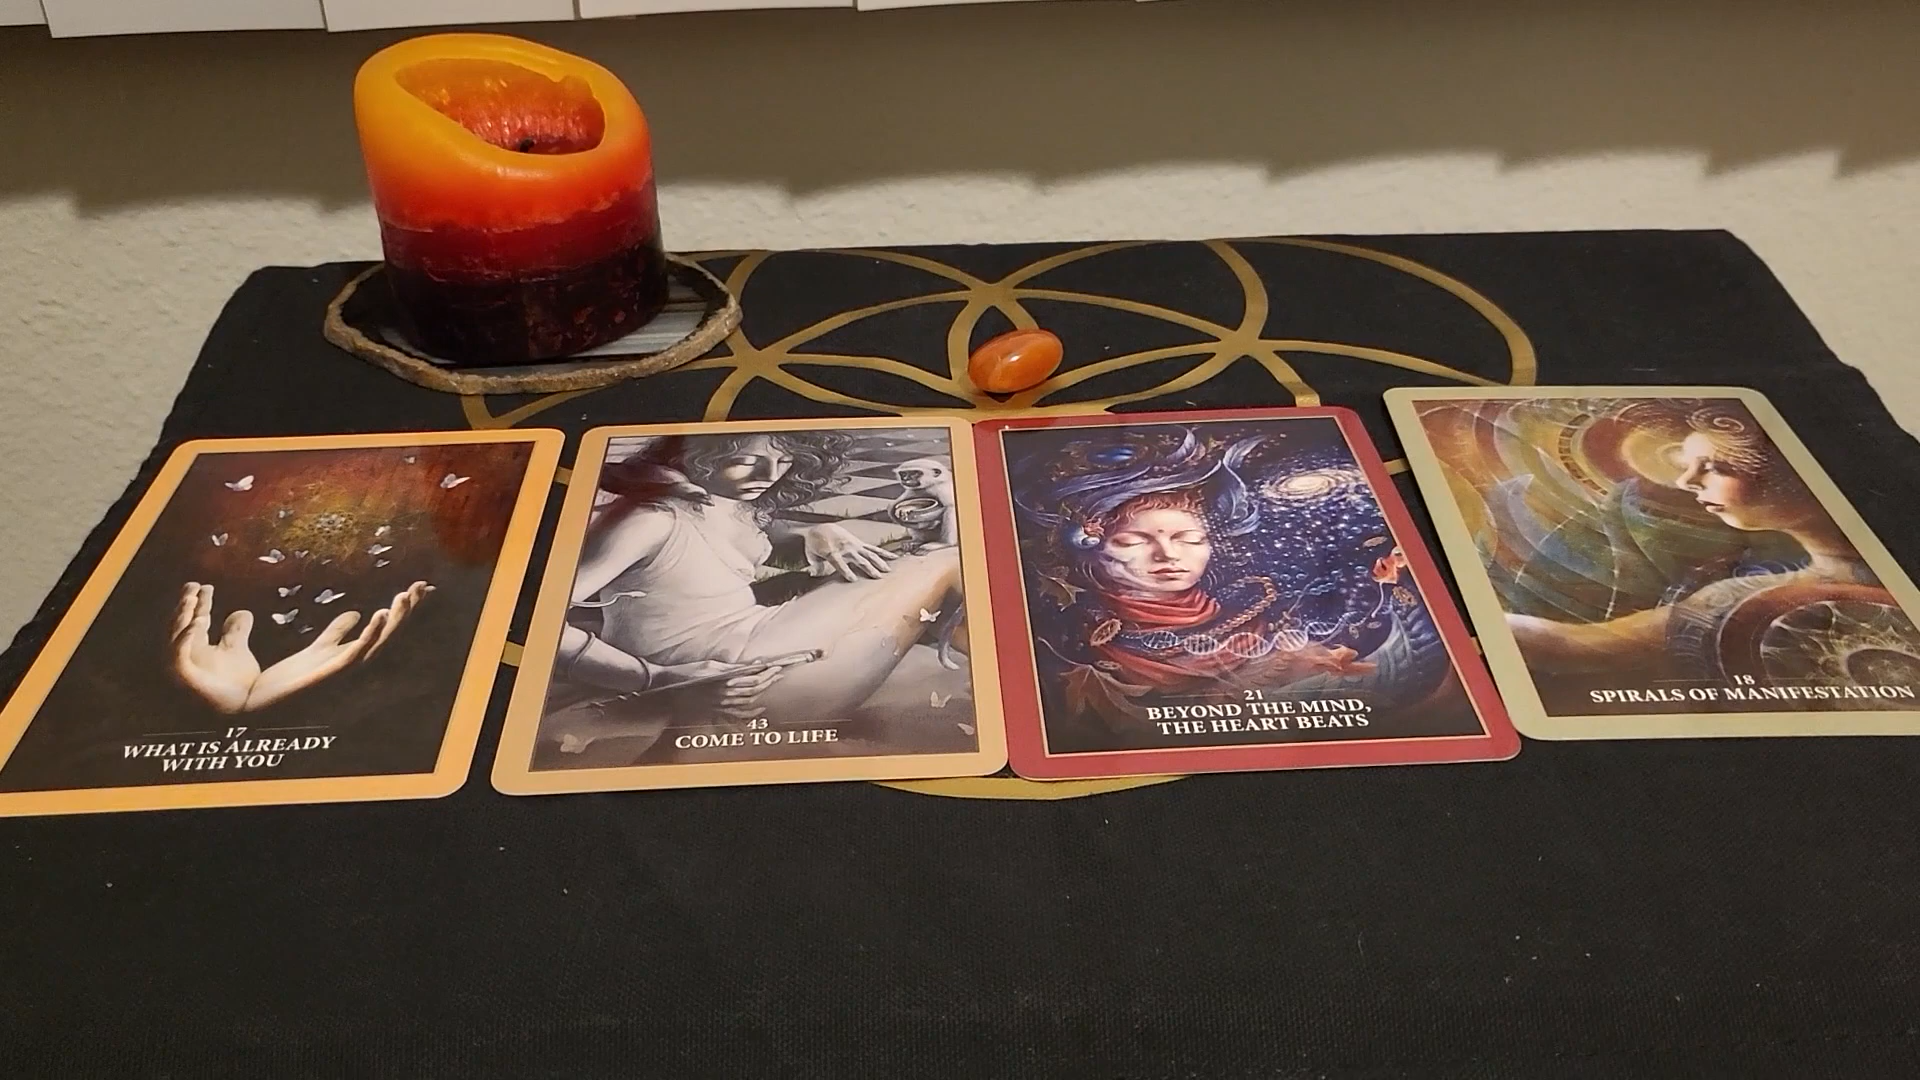 17
WHAT IS ALREADY
WITH YOU
43
COME TO LIFE
21
BEYOND THE MIND,
THE HEART BEATS
18
SPIRALS OF MANIFESTATION